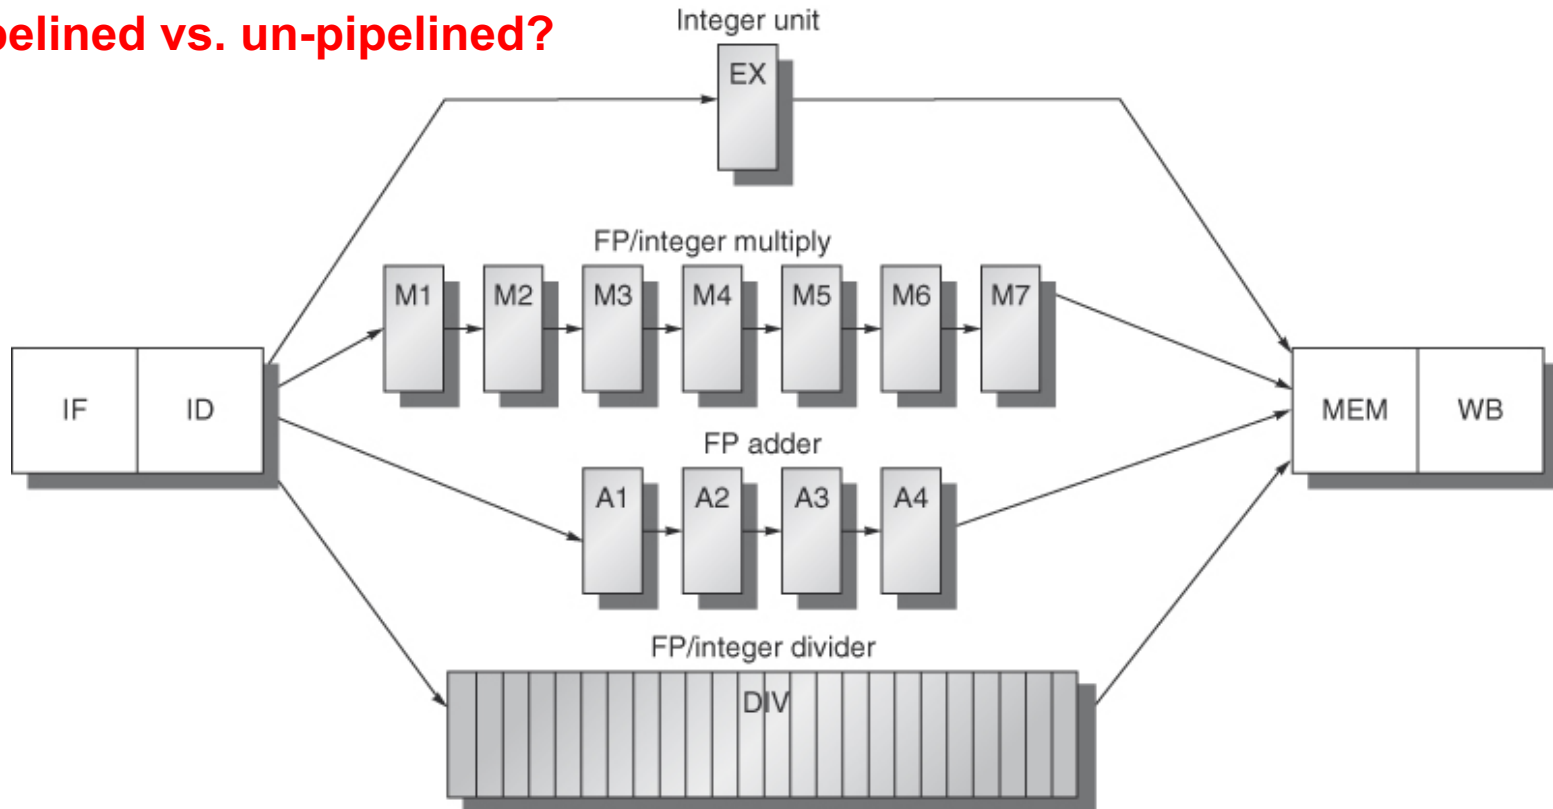 pelined vs. un-pipelined?
Integer unit
EX
FP/integer multiply
M1 M2 M3 M4 M5 M6 M7
IF ID
MEM WB
FP adder
A1 A2 A3 A4
FP/integer divider
DIV